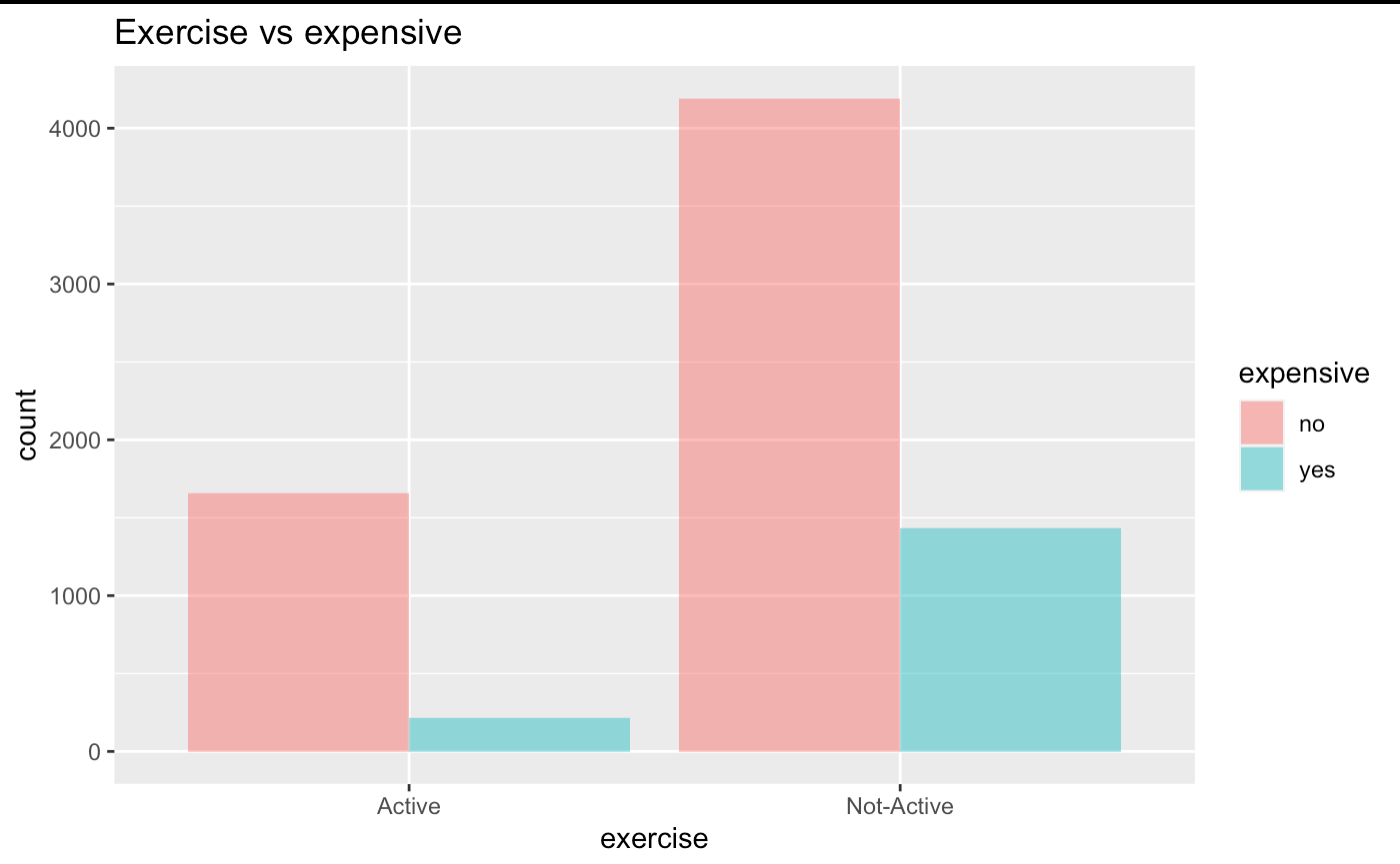 Exercise vs expensive
4000
3000
2000
1000
0
count
Active
Not-Active
exercise
expensive
no
yes